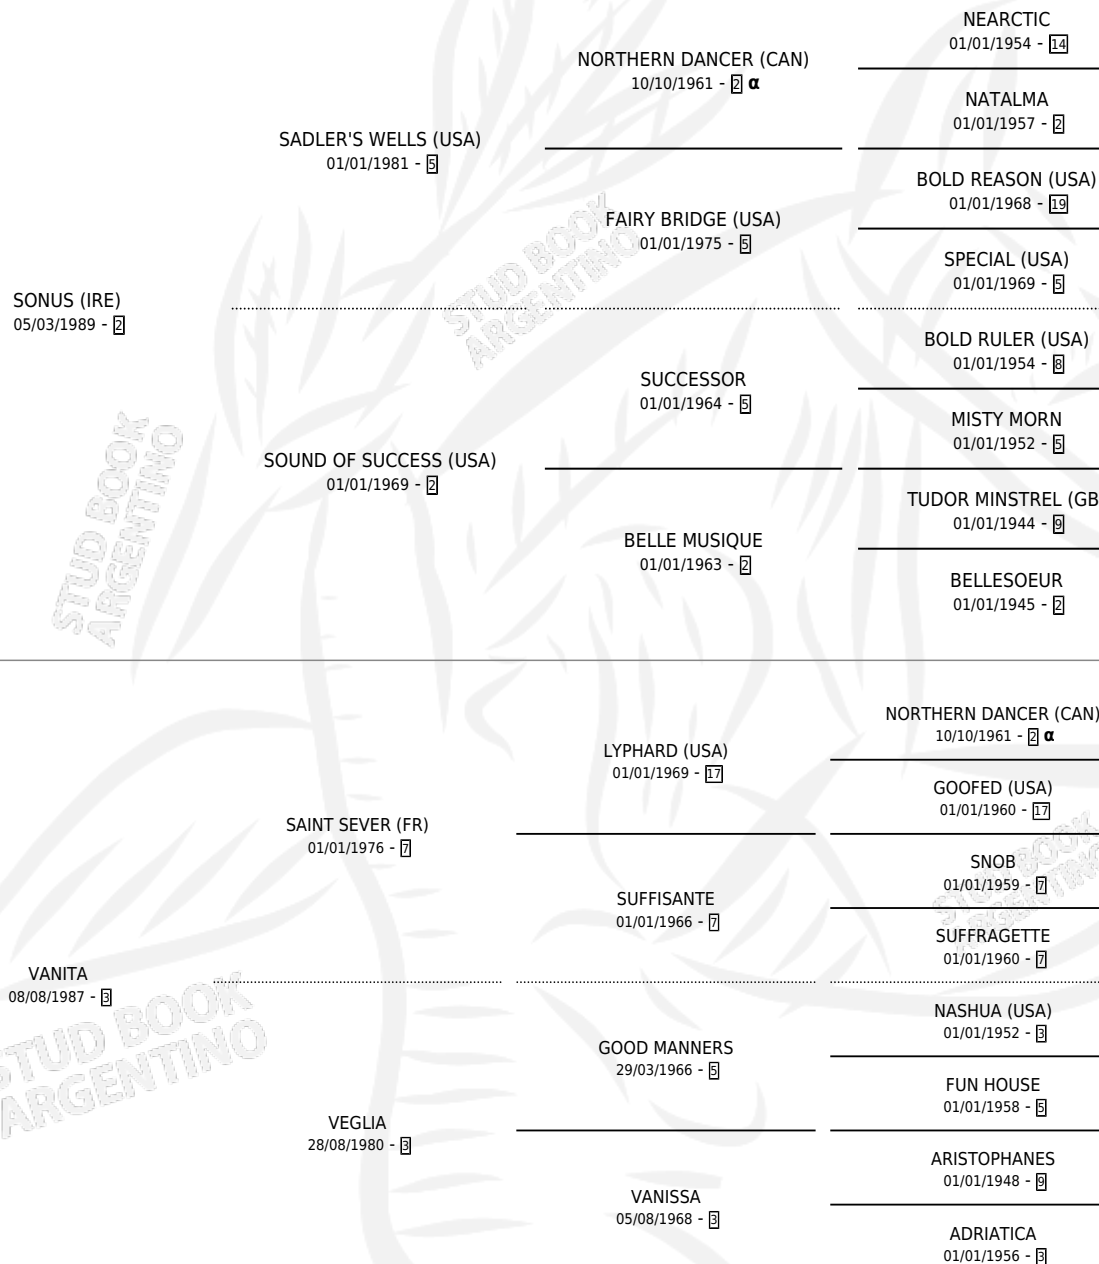 NEARCTIC
01/01/1954 - 14
NORTHERN DANCER (CAN)
10/10/1961 - 2 α
NATALMA
01/01/1957 - 2
SADLER'S WELLS (USA)
01/01/1981 - 5
BOLD REASON (USA)
01/01/1968 - 19
FAIRY BRIDGE (USA)
01/01/1975 - 5
SPECIAL (USA)
01/01/1969 - 5
SONUS (IRE)
05/03/1989 - 2
BOLD RULER (USA)
01/01/1954 - 8
SUCCESSOR
01/01/1964 - 5
MISTY MORN
01/01/1952 - 5
SOUND OF SUCCESS (USA)
01/01/1969 - 2
TUDOR MINSTREL (GB
01/01/1944 - 9
BELLE MUSIQUE
01/01/1963 - 2
BELLESOEUR
01/01/1945 - 2
NORTHERN DANCER (CAN)
10/10/1961 - 2 α
LYPHARD (USA)
01/01/1969 - 17
GOOFED (USA)
01/01/1960 - 17
SAINT SEVER (FR)
01/01/1976 - 7
SNOB
01/01/1959 - 7
SUFFISANTE
01/01/1966 - 7
SUFFRAGETTE
01/01/1960 - 7
VANITA
08/08/1987 - 3
NASHUA (USA)
01/01/1952 - 3
GOOD MANNERS
29/03/1966 - 5
FUN HOUSE
01/01/1958 - 5
VEGLIA
28/08/1980 - 3
ARISTOPHANES
01/01/1948 - 9
VANISSA
05/08/1968 - 3
ADRIATICA
01/01/1956 - 3
STUD BOOK
ARGENTINO
STUD BOOK
ARGENTINO
STUD BOOK
ARGENTINO
STUD BOOK
ARGENTINO